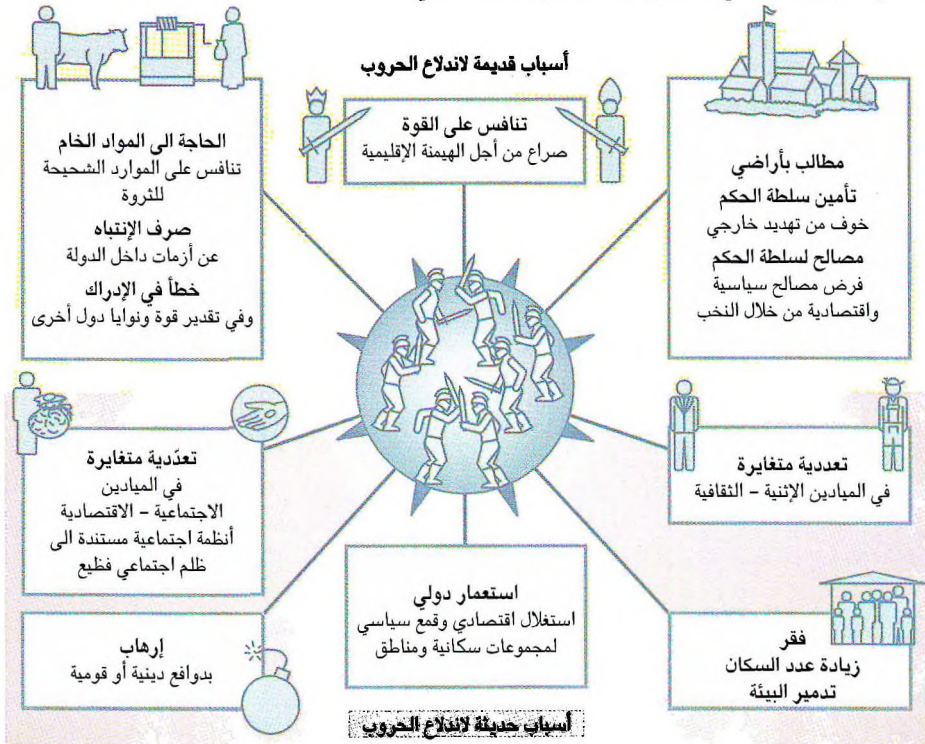 أسباب قديمة لاندلاع الحروب
تنافس على القوة
صراع من أجل الهيمنة الإقليمية
مطالب بأراضي
تأمين سلطة الحكم
خوف من تهديد خارجي
مصالح لسلطة الحكم
فرض مصالح سياسية
واقتصادية من خلال النخب
الحاجة الى المواد الخام
تنافس على الموارد الشحيحة
للثروة
صرف الإنتباه
عن أزمات داخل الدولة
خطأ في الإدراك
وفي تقدير قوة ونوايا دول أخرى
تعددية متغايرة
في الميادين الإثنية – الثقافية
تعدّدية متغايرة
في الميادين
الاجتماعية – الاقتصادية
أنظمة اجتماعية مستندة الى
ظلم اجتماعي فظيع
فقر
زيادة عدد السكان
تدمير البيئة
استعمار دولي
استغلال اقتصادي وقمع سياسي
لمجموعات سكانية ومناطق
إرهاب
بدوافع دينية أو قومية
أسباب حديثة لاندلاع الحروب